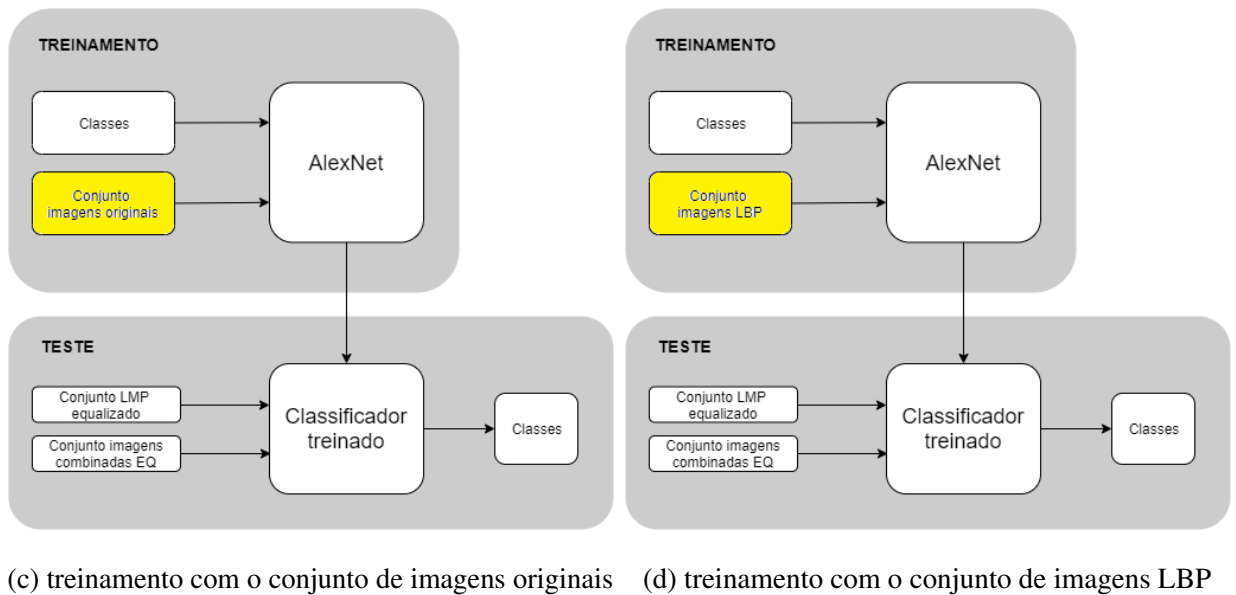 TREINAMENTO
Classes
Conjunto
imagens originais
AlexNet
TESTE
Conjunto LMP
equalizado
Conjunto imagens
combinadas EQ
Classificador
treinado
Classes
(c) treinamento com o conjunto de imagens originais
TREINAMENTO
Classes
Conjunto
imagens LBP
AlexNet
TESTE
Conjunto LMP
equalizado
Conjunto imagens
combinadas EQ
Classificador
treinado
Classes
(d) treinamento com o conjunto de imagens LBP